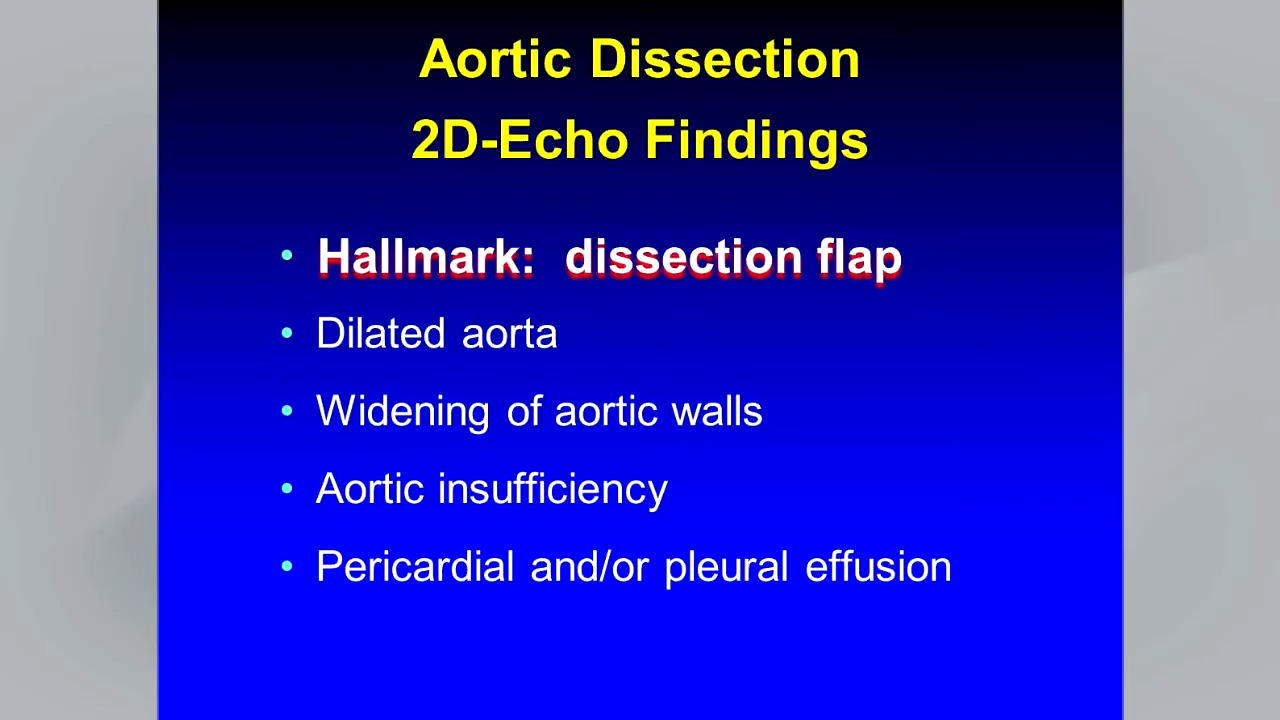 Aortic Dissection
2D-Echo Findings
• Hallmark:  dissection flap
• Dilated aorta
• Widening of aortic walls
• Aortic insufficiency
• Pericardial and/or pleural effusion